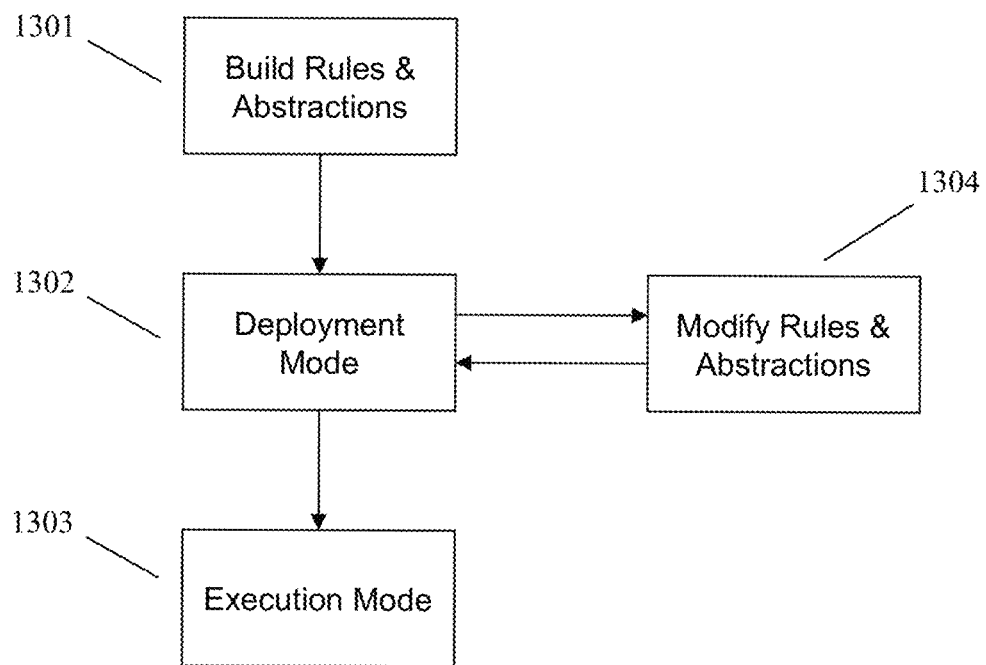 1301
Build Rules &
Abstractions
1304
1302
Deployment
Mode
Modify Rules &
Abstractions
1303
Execution Mode